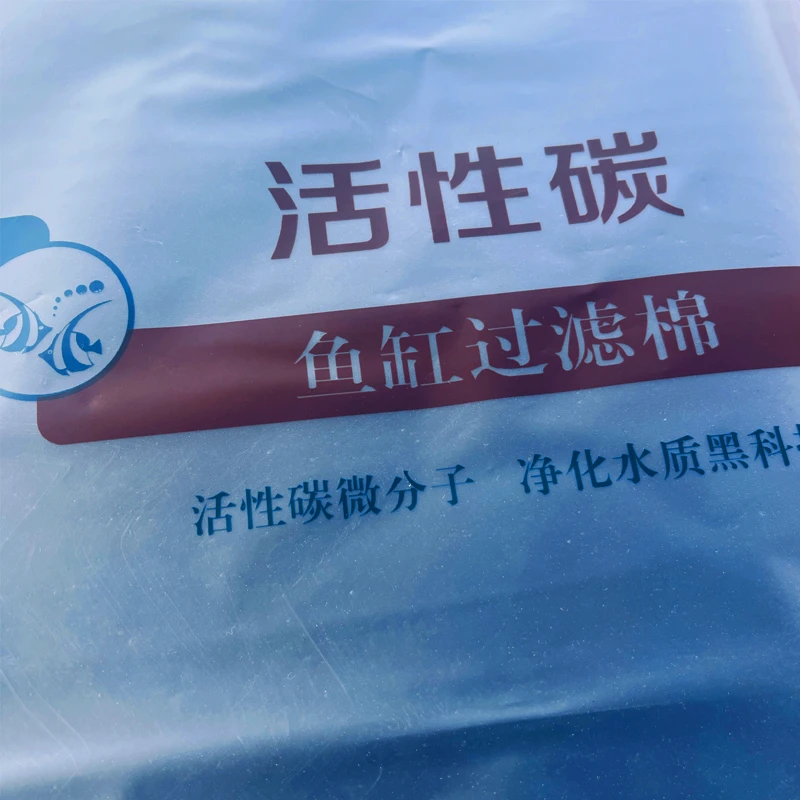 活性碳
鱼缸过滤棉
活性碳微分子 净化水质黑科